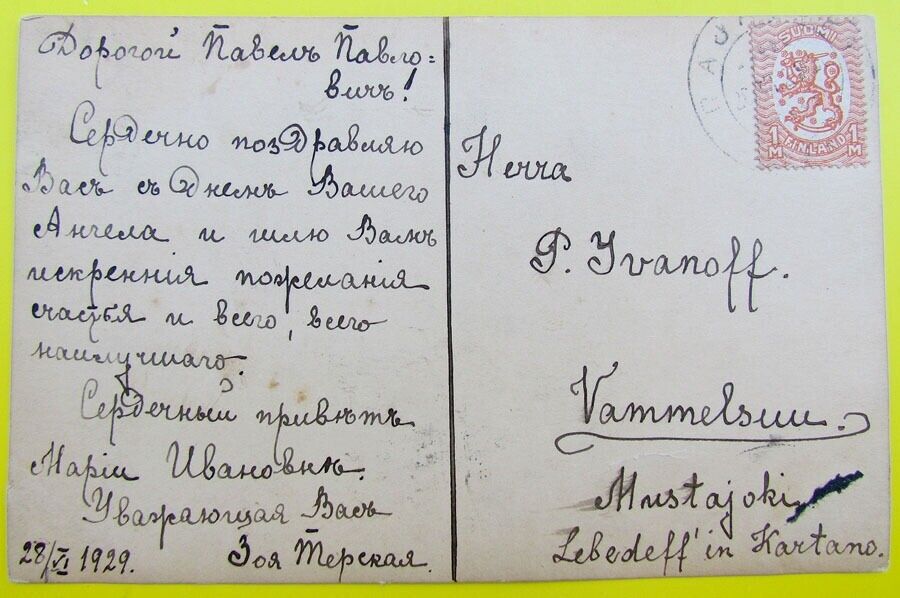 Дорогой Павелъ Павло=
вичъ!
Сердечно поздравляю
Васъ съ Днемъ Вашего
Ангела и шлю Вамъ
искреннія пожеланія
счастья и всего, всего
наилучшаго.
Сердечный привѣтъ
Маріи Ивановнѣ.
Уважающая Васъ
Зоя Терская.
28/VI 1929.
SUOMI
1 M FINLAND 1 M
Herra
P. Ivanoff.
Vammelsuu.
Mustajoki
Lebedeff'in Kartano.